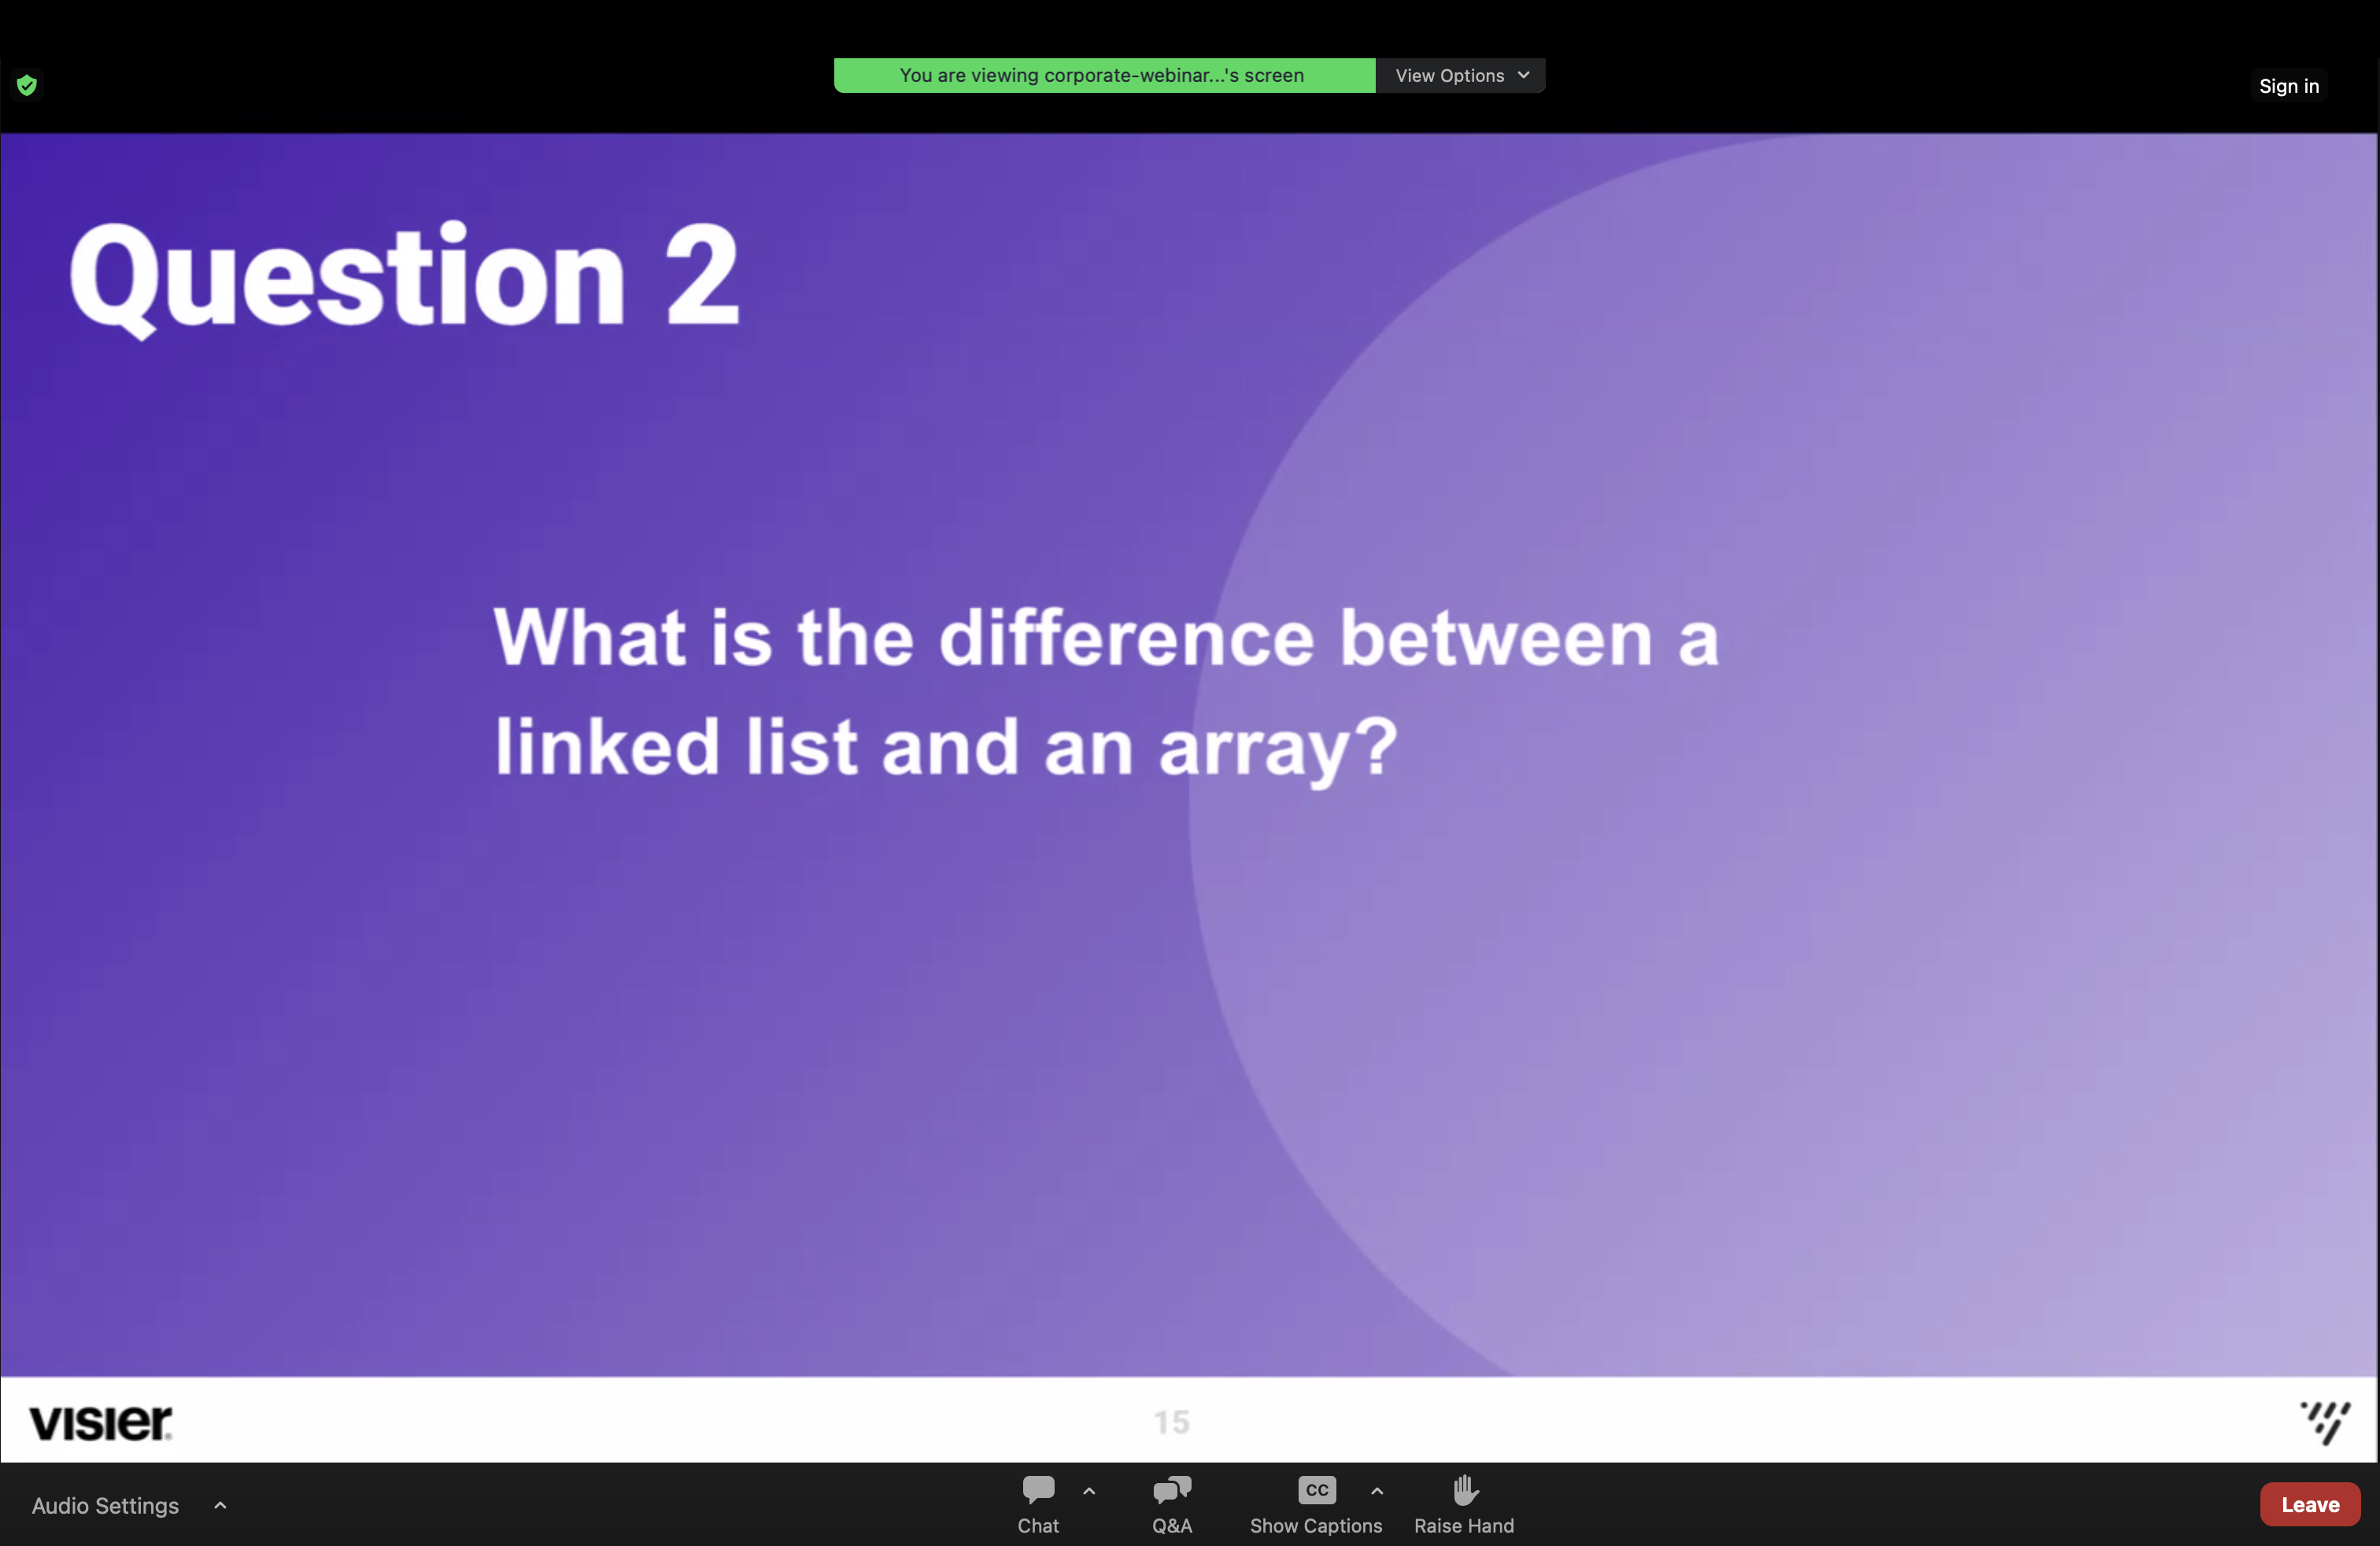 You are viewing corporate-webinar...'s screen
View Options
Sign in
Question 2
What is the difference between a
linked list and an array?
visier
15
Audio Settings
Chat
Q&A
CC
Show Captions
Raise Hand
Leave